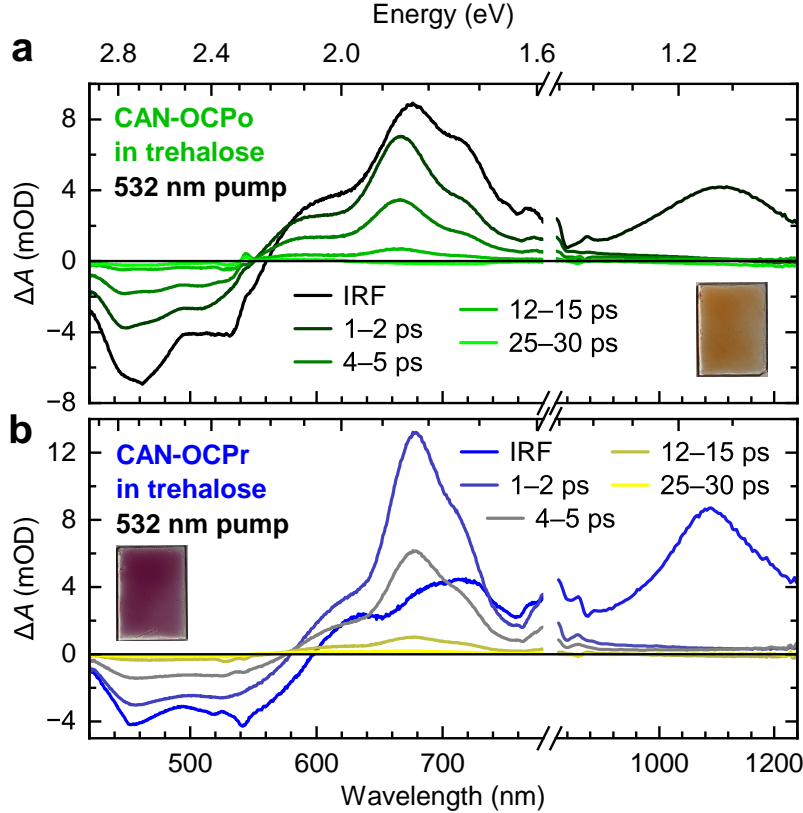 Energy (eV)
2.8 2.4 2.0 1.6 1.2
a
CAN-OCPo
in trehalose
532 nm pump
8
4
0
−4
−8
ΔA (mOD)
IRF
1–2 ps
4–5 ps
12–15 ps
25–30 ps
b
CAN-OCPr
in trehalose
532 nm pump
12
8
4
0
−4
ΔA (mOD)
IRF
1–2 ps
4–5 ps
12–15 ps
25–30 ps
500 600 700 1000 1200
Wavelength (nm)